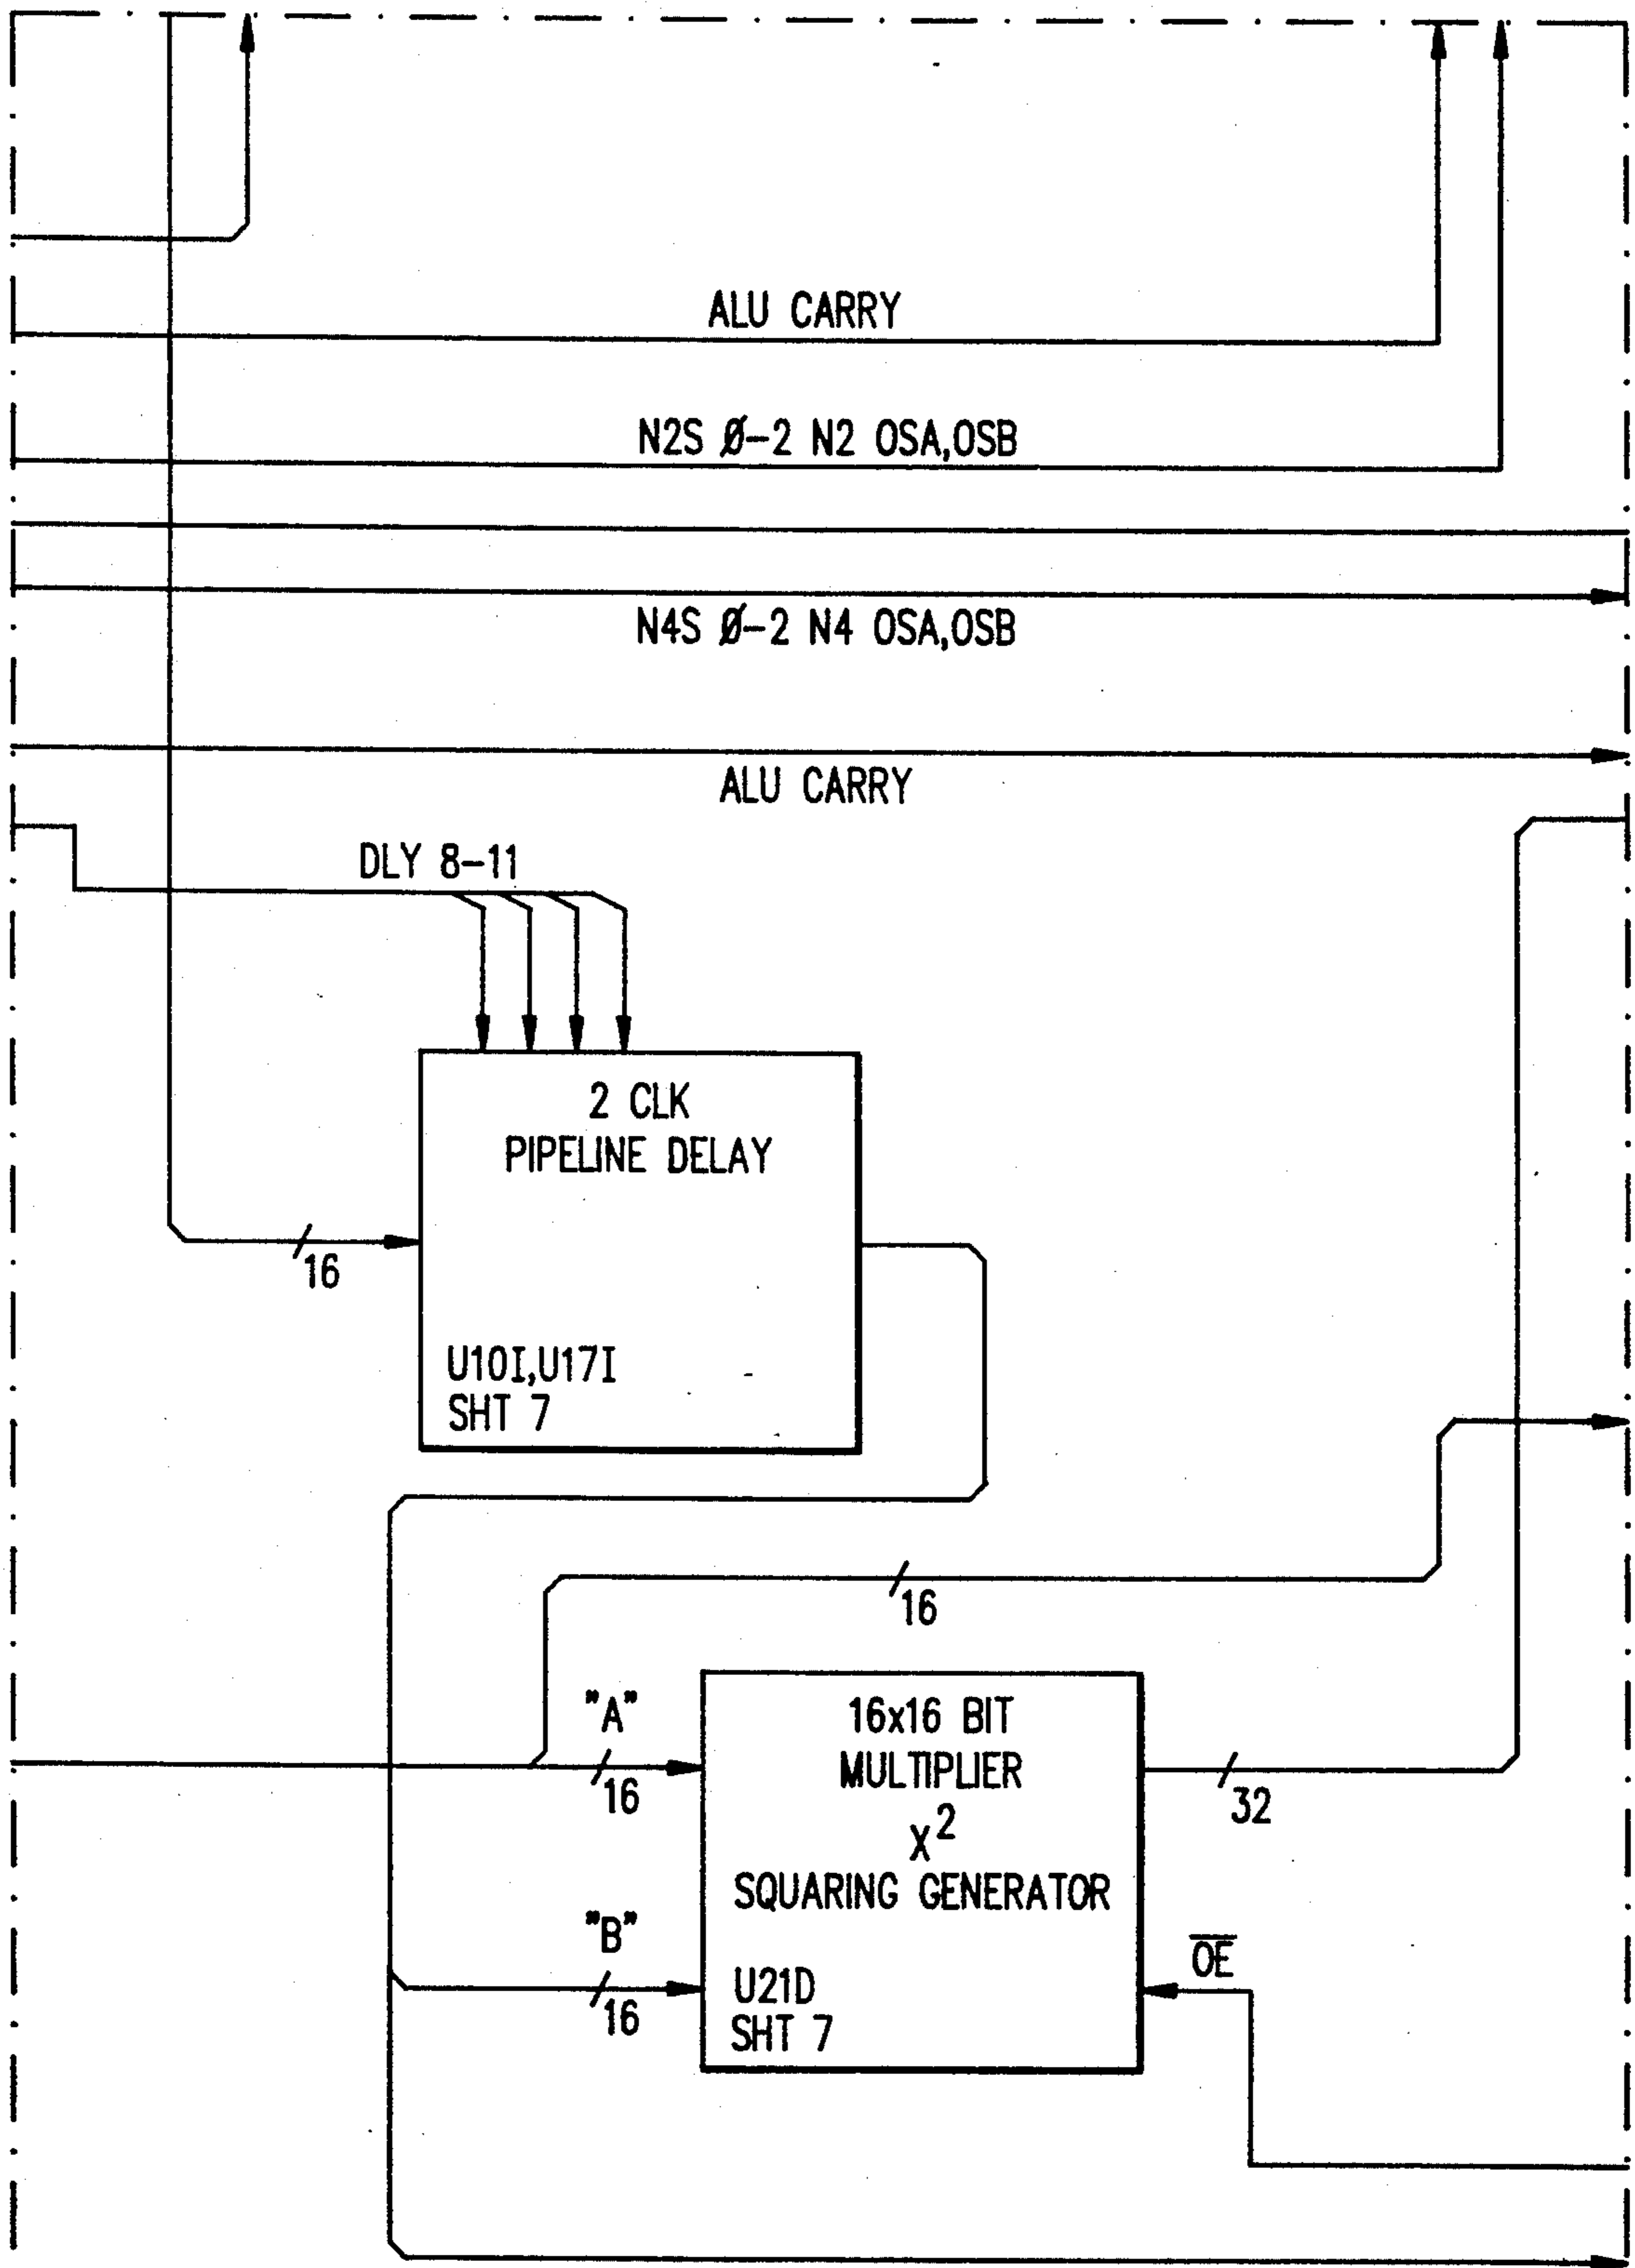 ALU CARRY
N2S Ø-2 N2 OSA,OSB
N4S Ø-2 N4 OSA,OSB
ALU CARRY
DLY 8-11
2 CLK
PIPELINE DELAY
16
U10I,U17I
SHT 7
16
"A"
16
16x16 BIT
MULTIPLIER
X²
SQUARING GENERATOR
32
"B"
16
U21D
SHT 7
O̅E̅